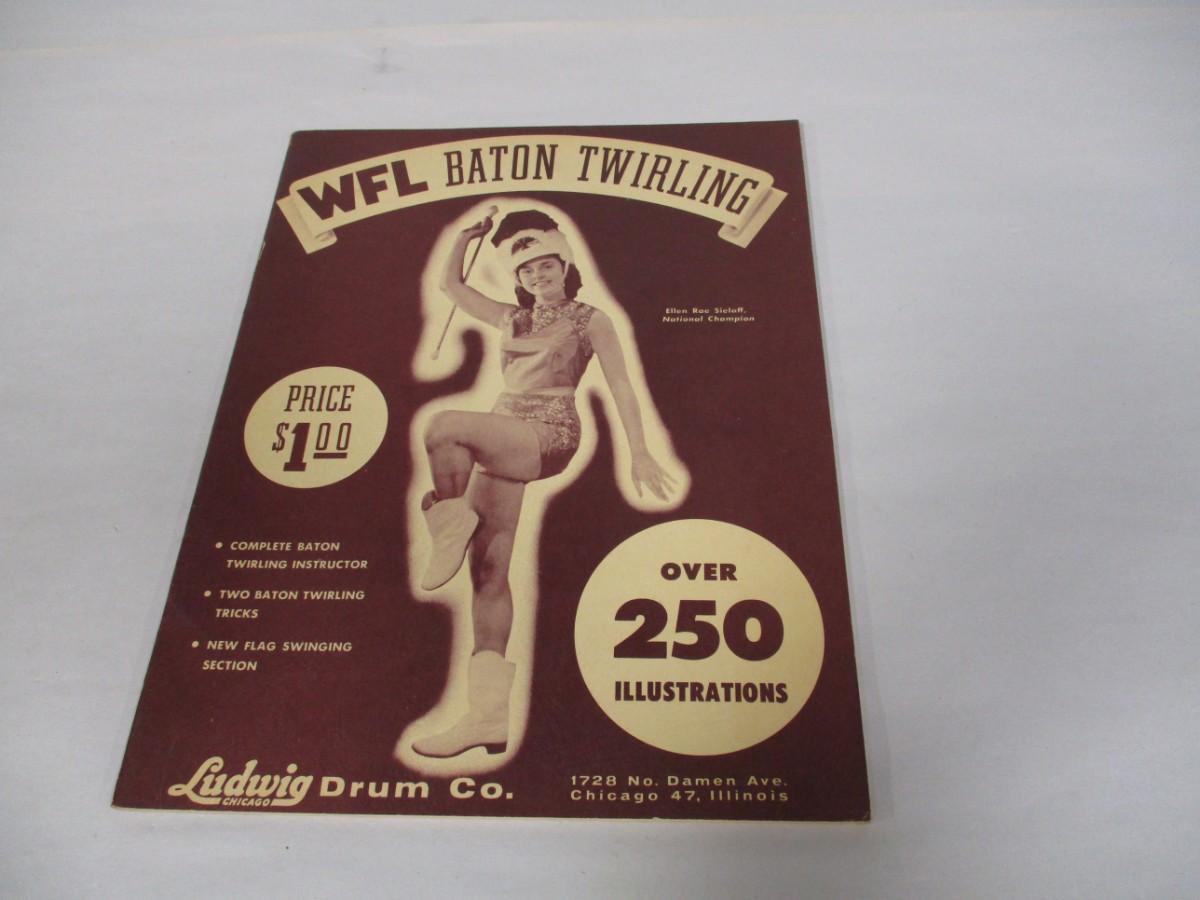 WFL BATON TWIRLING
Ellen Rae Sielaff,
National Champion
PRICE
$1.00
• COMPLETE BATON
TWIRLING INSTRUCTOR
• TWO BATON TWIRLING
TRICKS
• NEW FLAG SWINGING
SECTION
OVER
250
ILLUSTRATIONS
Ludwig Drum Co.
CHICAGO
1728 No. Damen Ave.
Chicago 47, Illinois